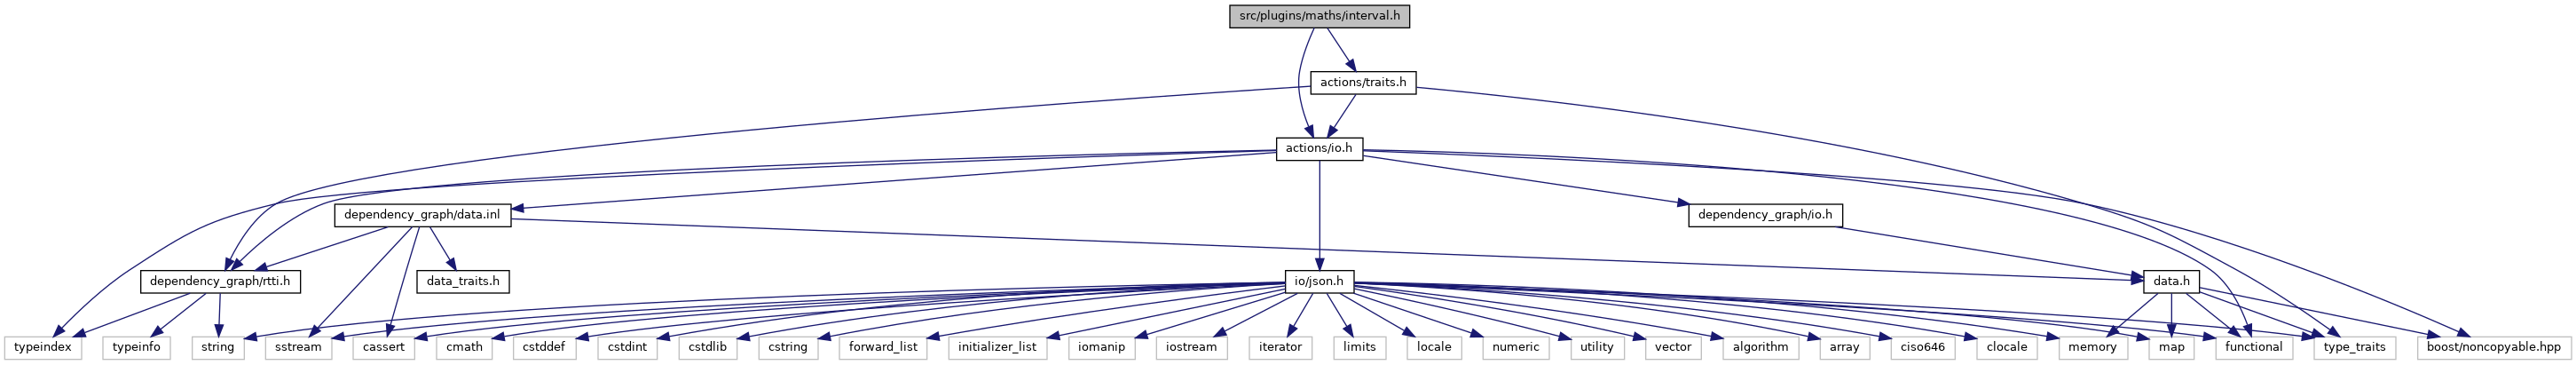 src/plugins/maths/interval.h
actions/traits.h
actions/io.h
dependency_graph/data.inl
dependency_graph/io.h
dependency_graph/rtti.h
data_traits.h
io/json.h
data.h
typeindex
typeinfo
string
sstream
cassert
cmath
cstddef
cstdint
cstdlib
cstring
forward_list
initializer_list
iomanip
iostream
iterator
limits
locale
numeric
utility
vector
algorithm
array
ciso646
clocale
memory
map
functional
type_traits
boost/noncopyable.hpp